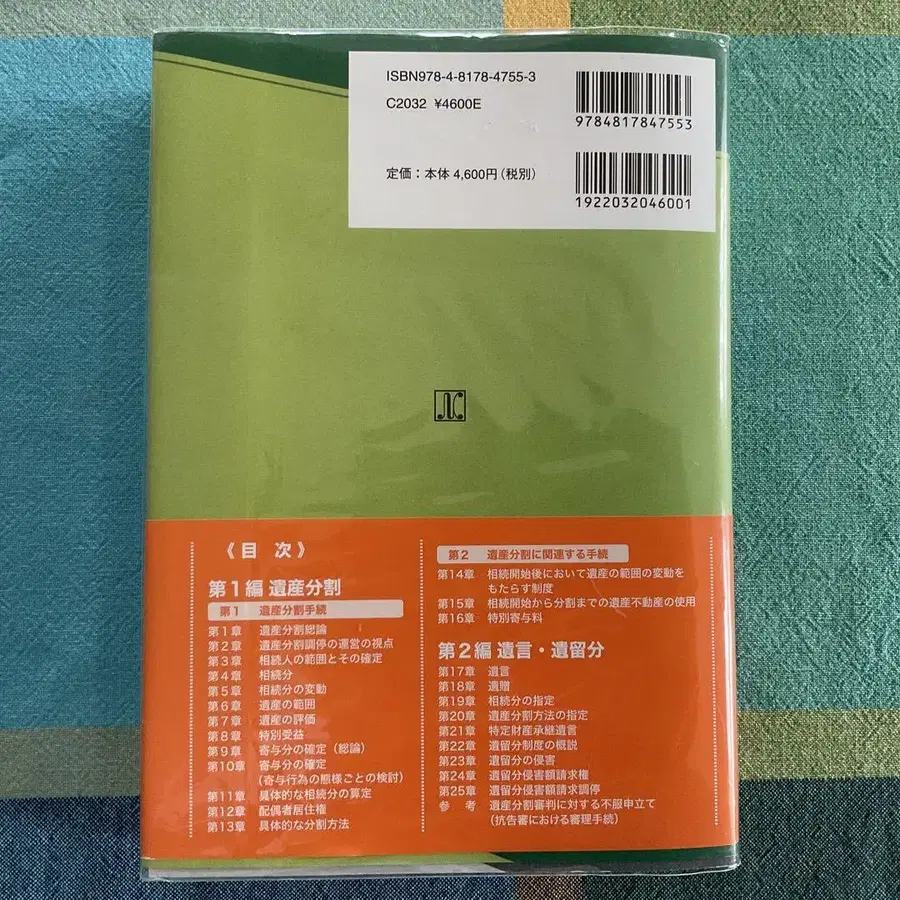 ISBN978-4-8178-4755-3
C2032 ¥4600E
9784817847553
定価：本体 4,600円（税別）
1922032046001
《目 次》
第1編 遺産分割
第1 遺産分割手続
第1章 遺産分割総論
第2章 遺産分割調停の運営の視点
第3章 相続人の範囲とその確定
第4章 相続分
第5章 相続分の変動
第6章 遺産の範囲
第7章 遺産の評価
第8章 特別受益
第9章 寄与分の確定（総論）
第10章 寄与分の確定
（寄与行為の態様ごとの検討）
第11章 具体的な相続分の算定
第12章 配偶者居住権
第13章 具体的な分割方法
第2 遺産分割に関連する手続
第14章 相続開始後において遺産の範囲の変動を
もたらす制度
第15章 相続開始から分割までの遺産不動産の使用
第16章 特別寄与料
第2編 遺言・遺留分
第17章 遺言
第18章 遺贈
第19章 相続分の指定
第20章 遺産分割方法の指定
第21章 特定財産承継遺言
第22章 遺留分制度の概説
第23章 遺留分の侵害
第24章 遺留分侵害額請求権
第25章 遺留分侵害額請求調停
参 考 遺産分割審判に対する不服申立て
（抗告審における審理手続）